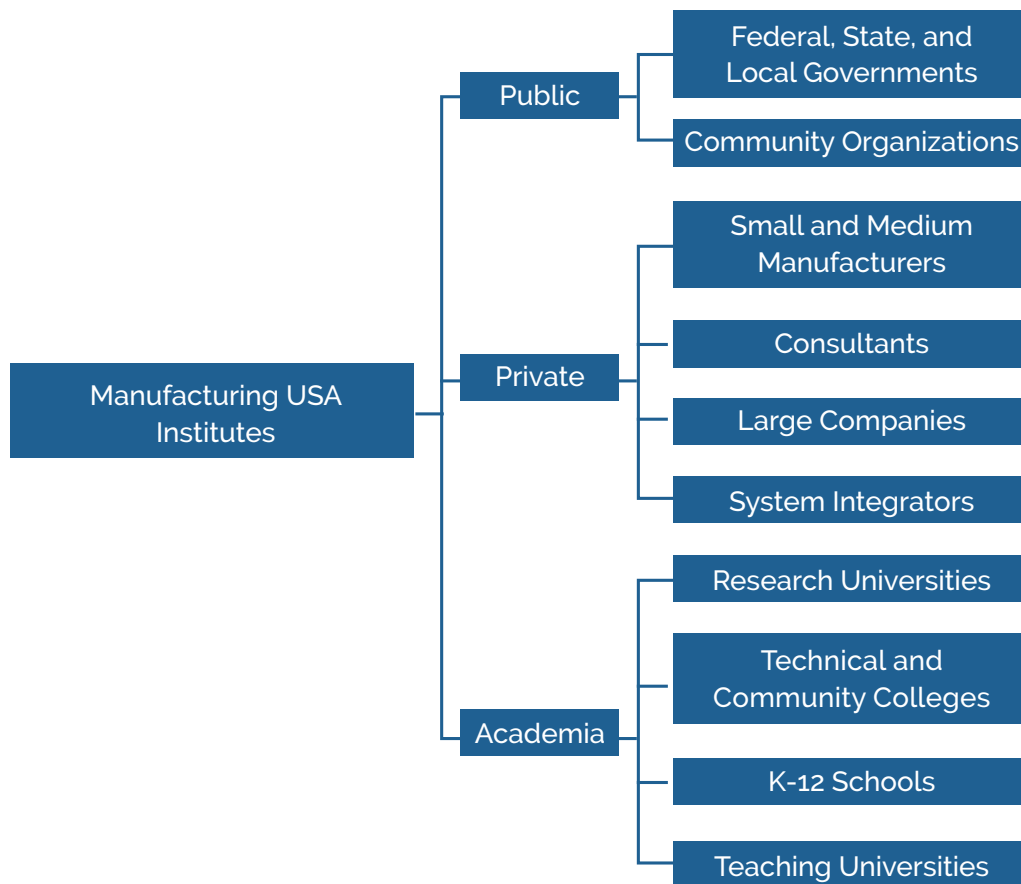 Manufacturing USA
Institutes
Public
Federal, State, and
Local Governments
Community Organizations
Private
Small and Medium
Manufacturers
Consultants
Large Companies
System Integrators
Academia
Research Universities
Technical and
Community Colleges
K-12 Schools
Teaching Universities